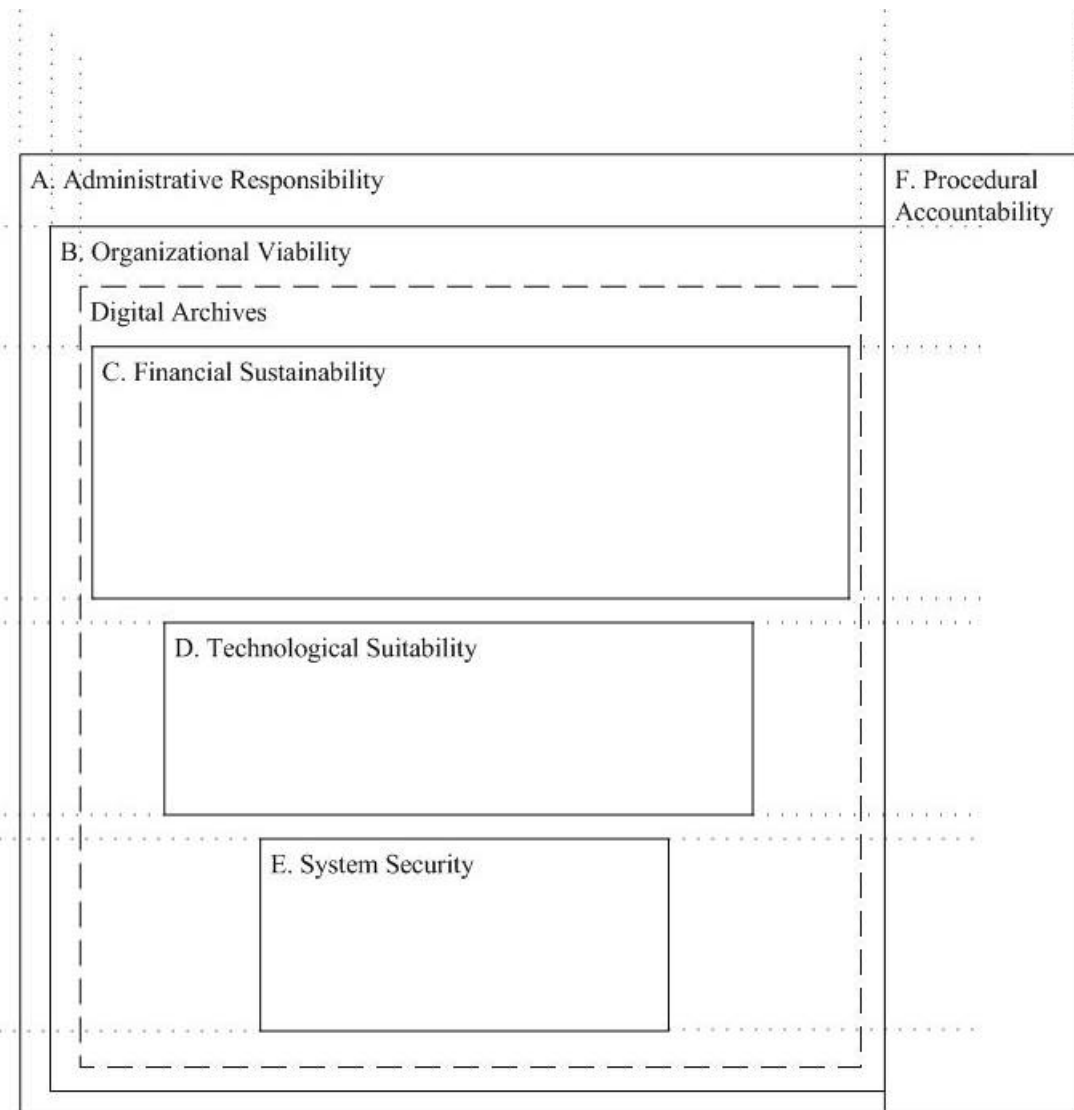 A. Administrative Responsibility
F. Procedural
Accountability
B. Organizational Viability
Digital Archives
C. Financial Sustainability
D. Technological Suitability
E. System Security